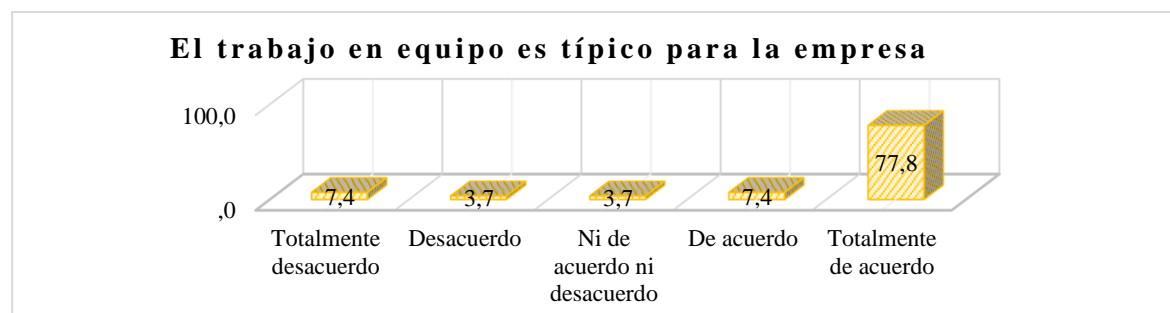 El trabajo en equipo es típico para la empresa
100,0
,0
7,4
3,7
3,7
7,4
77,8
Totalmente
desacuerdo
Desacuerdo
Ni de
acuerdo ni
desacuerdo
De acuerdo
Totalmente
de acuerdo